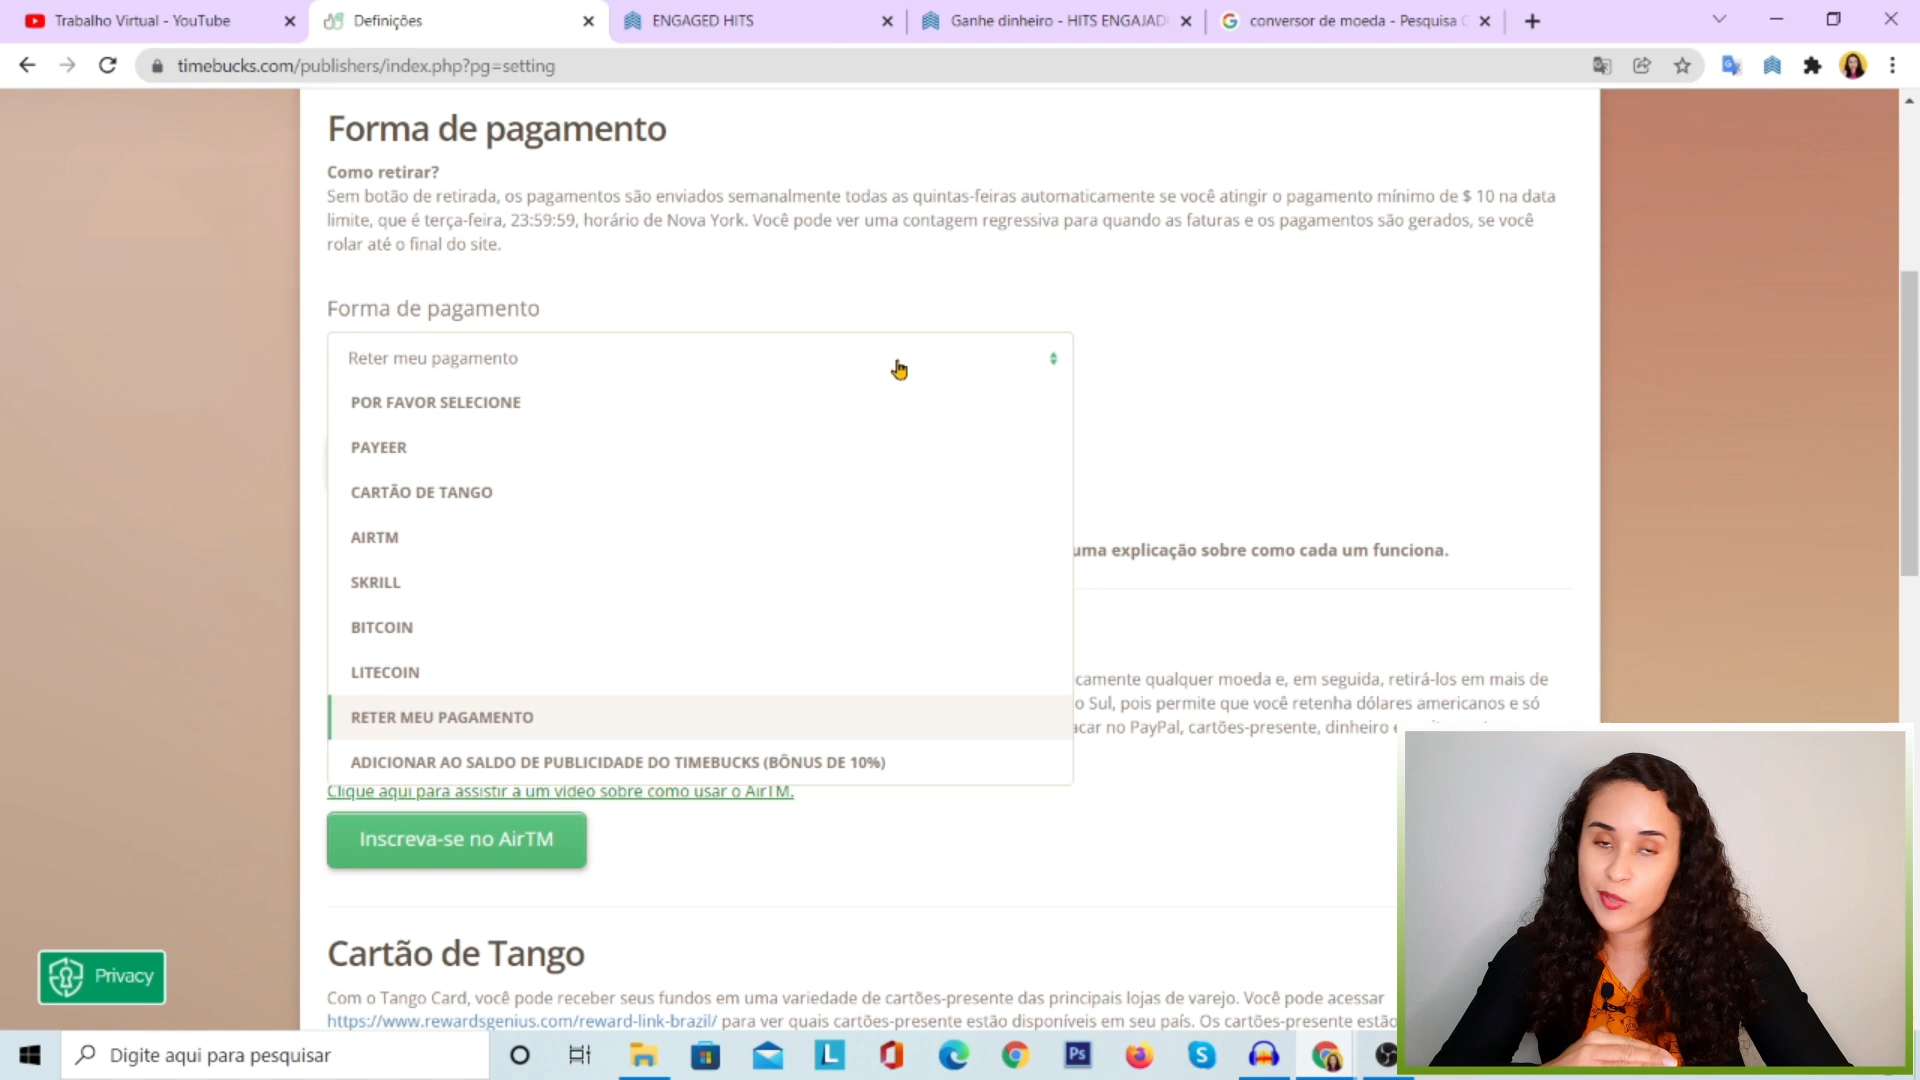 Trabalho Virtual - YouTube
Definições
ENGAGED HITS
Ganhe dinheiro - HITS ENGAJAD
conversor de moeda - Pesquisa G
timebucks.com/publishers/index.php?pg=setting
Forma de pagamento
Como retirar?
Sem botão de retirada, os pagamentos são enviados semanalmente todas as quintas-feiras automaticamente se você atingir o pagamento mínimo de $ 10 na data
limite, que é terça-feira, 23:59:59, horário de Nova York. Você pode ver uma contagem regressiva para quando as faturas e os pagamentos são gerados, se você
rolar até o final do site.
Forma de pagamento
Reter meu pagamento
POR FAVOR SELECIONE
PAYEER
CARTÃO DE TANGO
AIRTM
uma explicação sobre como cada um funciona.
SKRILL
BITCOIN
LITECOIN
camente qualquer moeda e, em seguida, retirá-los em mais de
o Sul, pois permite que você retenha dólares americanos e só
RETER MEU PAGAMENTO
acar no PayPal, cartões-presente, dinheiro
ADICIONAR AO SALDO DE PUBLICIDADE DO TIMEBUCKS (BÔNUS DE 10%)
Clique aqui para assistir a um vídeo sobre como usar o AirTM.
Inscreva-se no AirTM
Cartão de Tango
Privacy
Com o Tango Card, você pode receber seus fundos em uma variedade de cartões-presente das principais lojas de varejo. Você pode acessar
https://www.rewardsgenius.com/reward-link-brazil/ para ver quais cartões-presente estão disponíveis em seu país. Os cartões-presente estão
Digite aqui para pesquisar
L
Ps
S